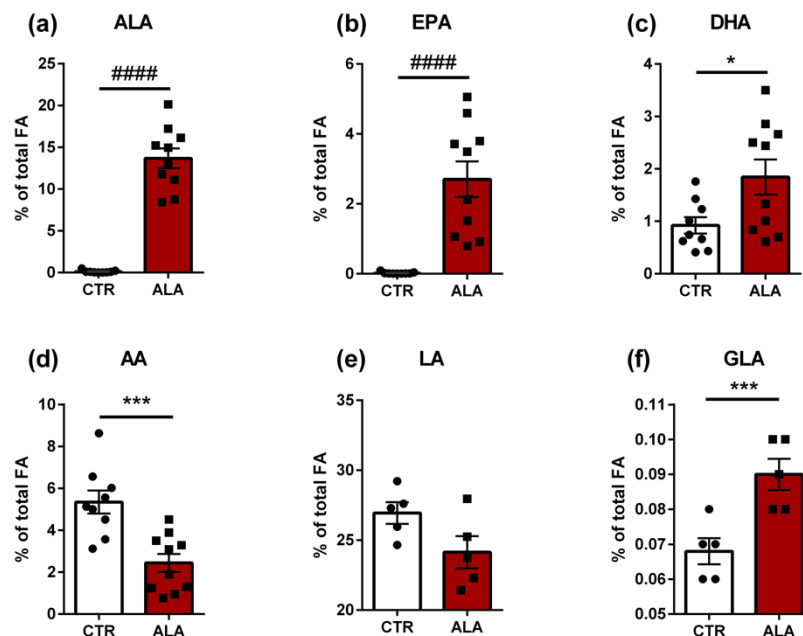 (a) ALA
####
% of total FA
25
20
15
10
5
0
CTR ALA
(b) EPA
####
% of total FA
6
4
2
0
CTR ALA
(c) DHA
*
% of total FA
4
3
2
1
0
CTR ALA
(d) AA
***
% of total FA
10
8
6
4
2
0
CTR ALA
(e) LA
% of total FA
35
30
25
20
CTR ALA
(f) GLA
***
% of total FA
0.11
0.10
0.09
0.08
0.07
0.06
0.05
CTR ALA